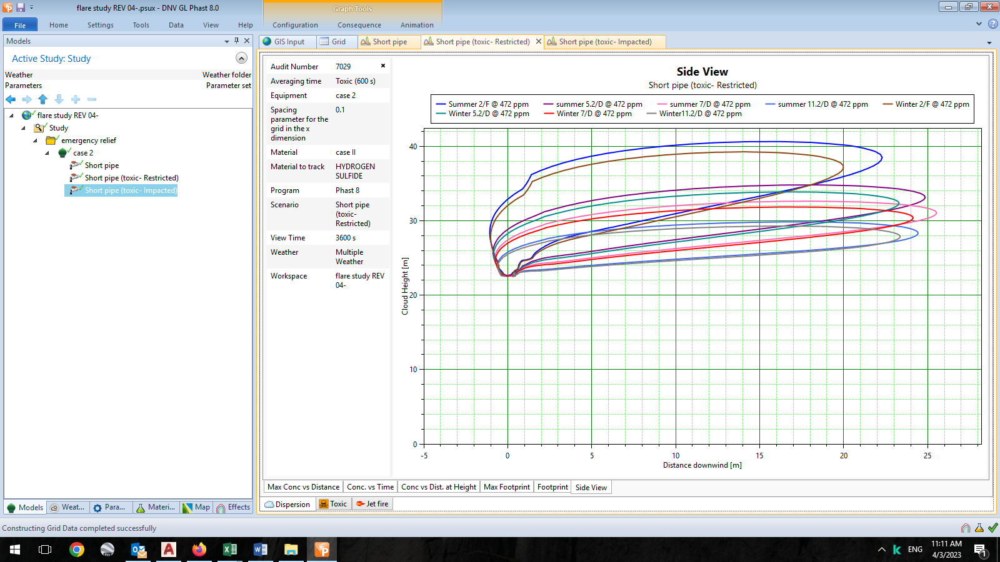 flare study REV 04-.psux - DNV GL Phast 8.0
Graph Tools
File Home Settings Tools Data View Help Configuration Consequence Animation
Models
Active Study: Study
Weather Weather folder
Parameters Parameter set
flare study REV 04-
Study
emergency relief
case 2
Short pipe
Short pipe (toxic- Restricted)
Short pipe (toxic- Impacted)
Models Weat... Para... Materi... Map Effects
GIS Input Grid Short pipe Short pipe (toxic- Restricted) Short pipe (toxic- Impacted)
Audit Number 7029
Averaging time Toxic (600 s)
Equipment case 2
Spacing 0.1
parameter for the
grid in the x
dimension
Material case II
Material to track HYDROGEN
SULFIDE
Program Phast 8
Scenario Short pipe
(toxic-
Restricted)
View Time 3600 s
Weather Multiple
Weather
Workspace flare study REV
04-
Side View
Short pipe (toxic- Restricted)
Summer 2/F @ 472 ppm summer 5.2/D @ 472 ppm summer 7/D @ 472 ppm summer 11.2/D @ 472 ppm Winter 2/F @ 472 ppm
Winter 5.2/D @ 472 ppm Winter 7/D @ 472 ppm Winter11.2/D @ 472 ppm
Cloud Height [m]
40
30
20
10
0
-5 0 5 10 15 20 25
Distance downwind [m]
Max Conc vs Distance Conc. vs Time Conc vs Dist. at Height Max Footprint Footprint Side View
Dispersion Toxic Jet fire
Constructing Grid Data completed successfully
ENG
11:11 AM
4/3/2023
1